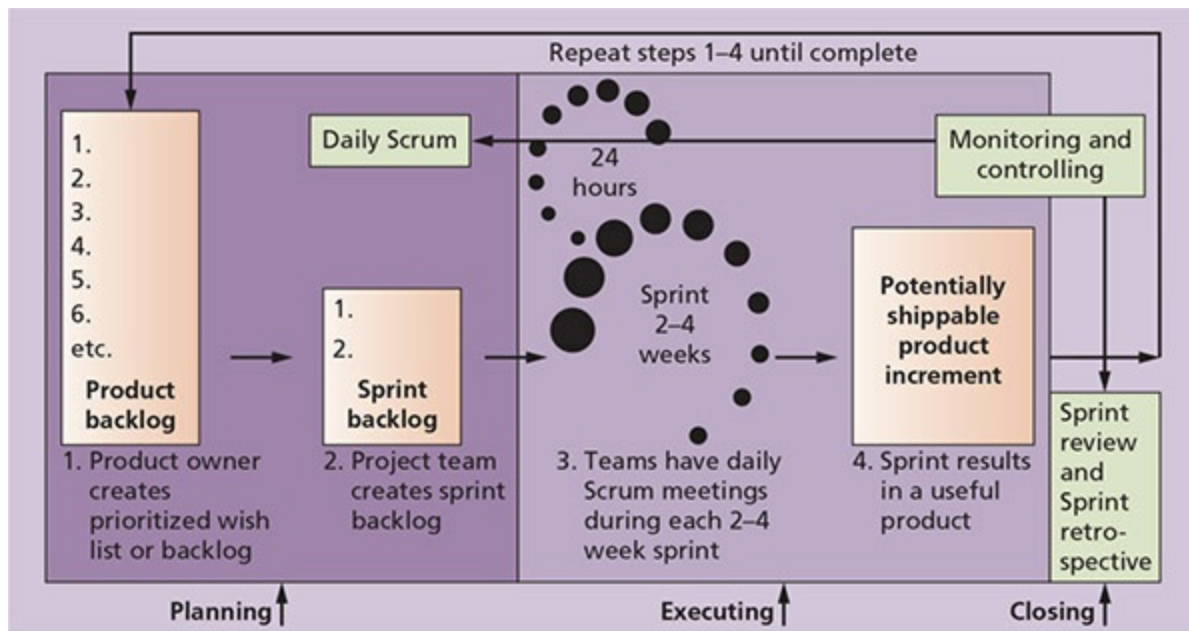 Repeat steps 1–4 until complete
1.
2.
3.
4.
5.
6.
etc.
Product
backlog
Daily Scrum
1.
2.
Sprint
backlog
24
hours
Sprint
2–4
weeks
Monitoring and
controlling
Potentially
shippable
product
increment
1. Product owner
creates
prioritized wish
list or backlog
2. Project team
creates sprint
backlog
3. Teams have daily
Scrum meetings
during each 2–4
week sprint
4. Sprint results
in a useful
product
Sprint
review
and
Sprint
retro-
spective
Planning
Executing
Closing